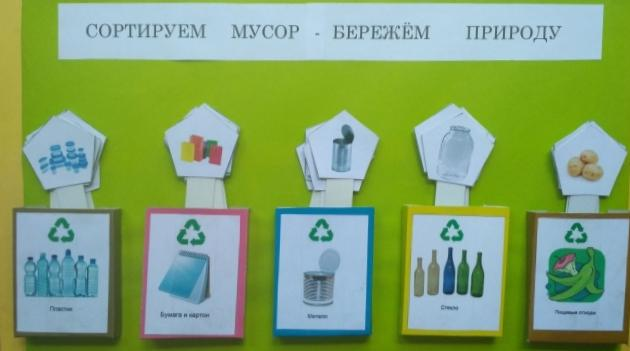 СОРТИРУЕМ МУСОР - БЕРЕЖЁМ ПРИРОДУ
Пластик
Бумага и картон
Металл
Стекло
Пищевые отходы